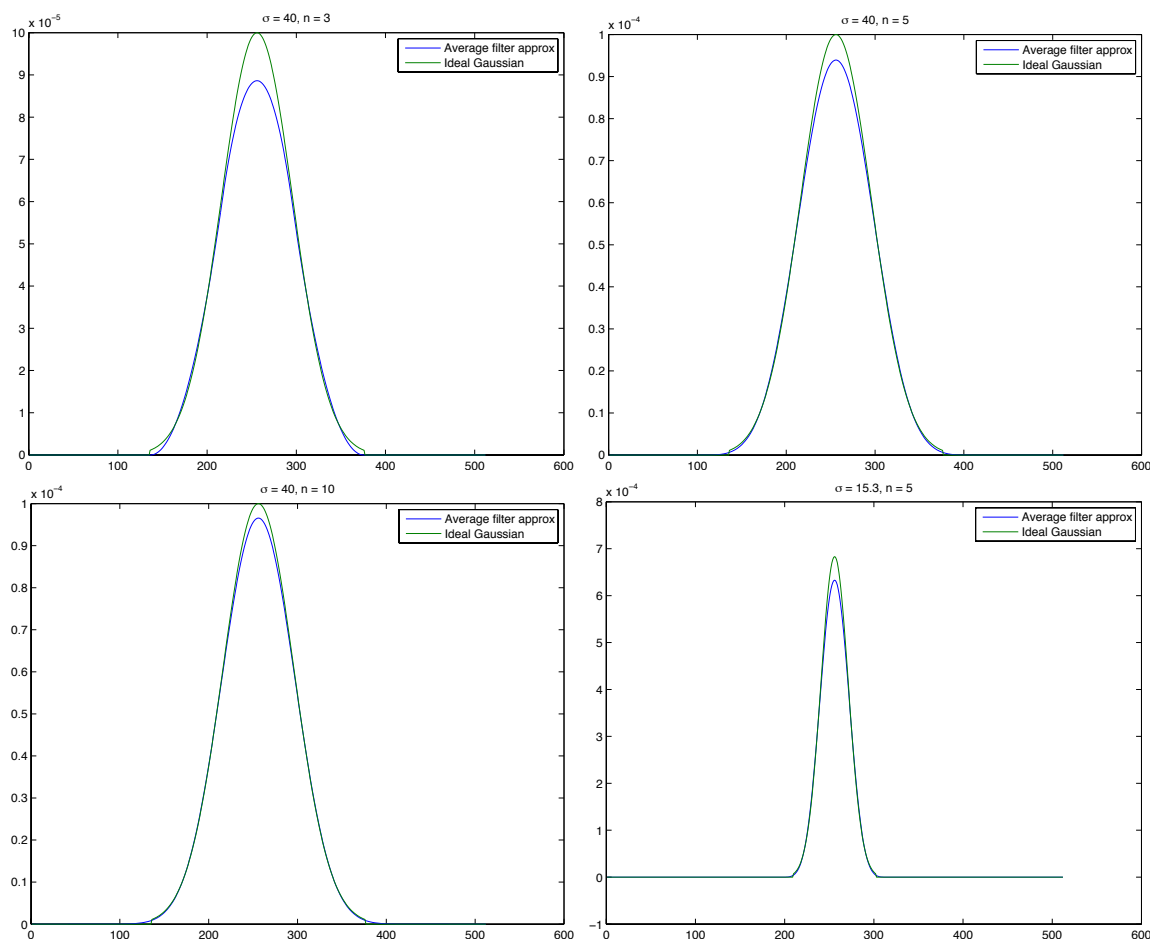 σ = 40, n = 3
x 10⁻⁵
10
9
8
7
6
5
4
3
2
1
0
0 100 200 300 400 500 600
Average filter approx
Ideal Gaussian
σ = 40, n = 5
x 10⁻⁴
1
0.9
0.8
0.7
0.6
0.5
0.4
0.3
0.2
0.1
0
0 100 200 300 400 500 600
Average filter approx
Ideal Gaussian
σ = 40, n = 10
x 10⁻⁴
1
0.9
0.8
0.7
0.6
0.5
0.4
0.3
0.2
0.1
0
0 100 200 300 400 500 600
Average filter approx
Ideal Gaussian
σ = 15.3, n = 5
x 10⁻⁴
8
7
6
5
4
3
2
1
0
−1
0 100 200 300 400 500 600
Average filter approx
Ideal Gaussian